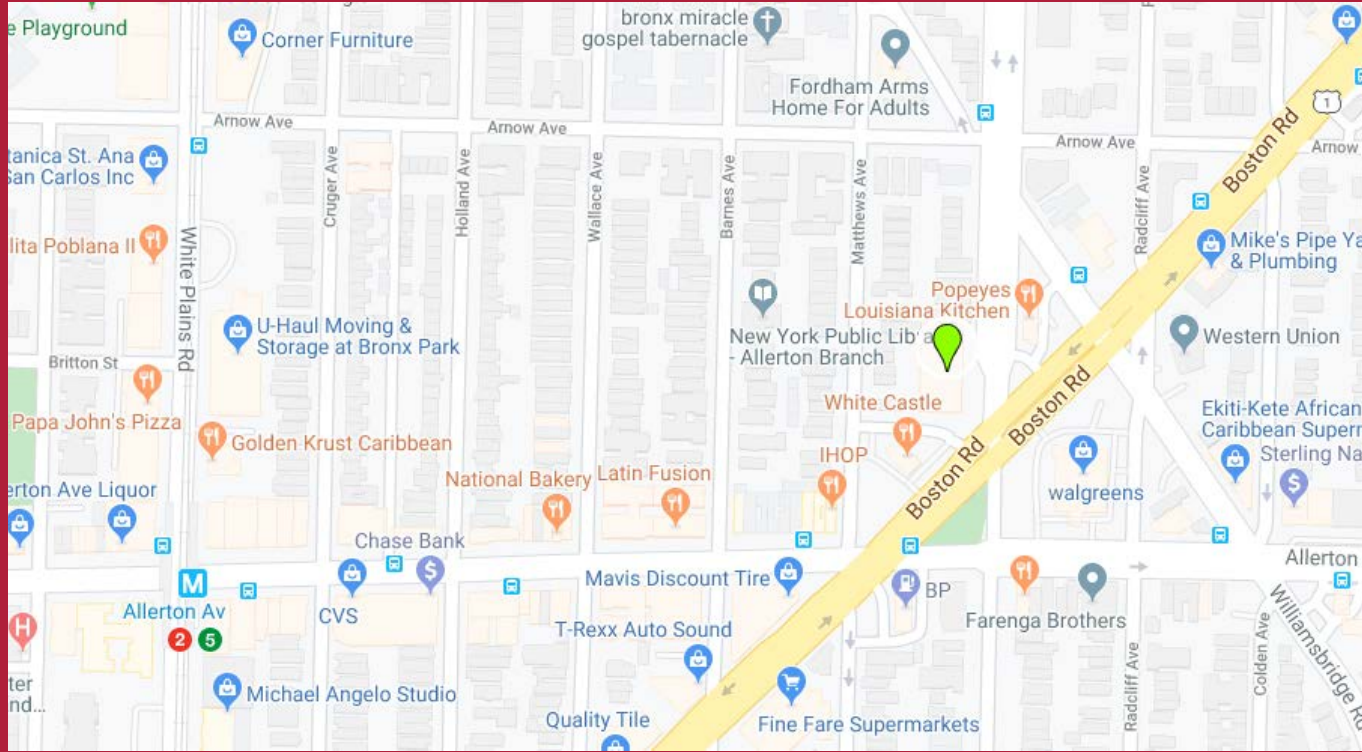 e Playground
Corner Furniture
bronx miracle
gospel tabernacle
Fordham Arms
Home For Adults
1
Boston Rd
Arnow Ave
Arnow Ave
Arnow Ave
Arnow
tanica St. Ana
San Carlos Inc
Cruger Ave
Holland Ave
Wallace Ave
Barnes Ave
Matthews Ave
Radcliff Ave
lita Poblana II
White Plains Rd
Mike's Pipe Ya
& Plumbing
Popeyes
Louisiana Kitchen
U-Haul Moving &
Storage at Bronx Park
New York Public Libra
- Allerton Branch
Western Union
Britton St
Boston Rd
Papa John's Pizza
White Castle
Ekiti-Kete African
Caribbean Superm
Golden Krust Caribbean
Boston Rd
IHOP
Sterling Na
National Bakery
Latin Fusion
erton Ave Liquor
walgreens
Chase Bank
$
$
M
Allerton Av
2 5
CVS
Mavis Discount Tire
BP
Allerton
H
T-Rexx Auto Sound
Farenga Brothers
Williamsbridge R
Radcliff Ave
Colden Ave
ter
nd...
Michael Angelo Studio
Quality Tile
Fine Fare Supermarkets